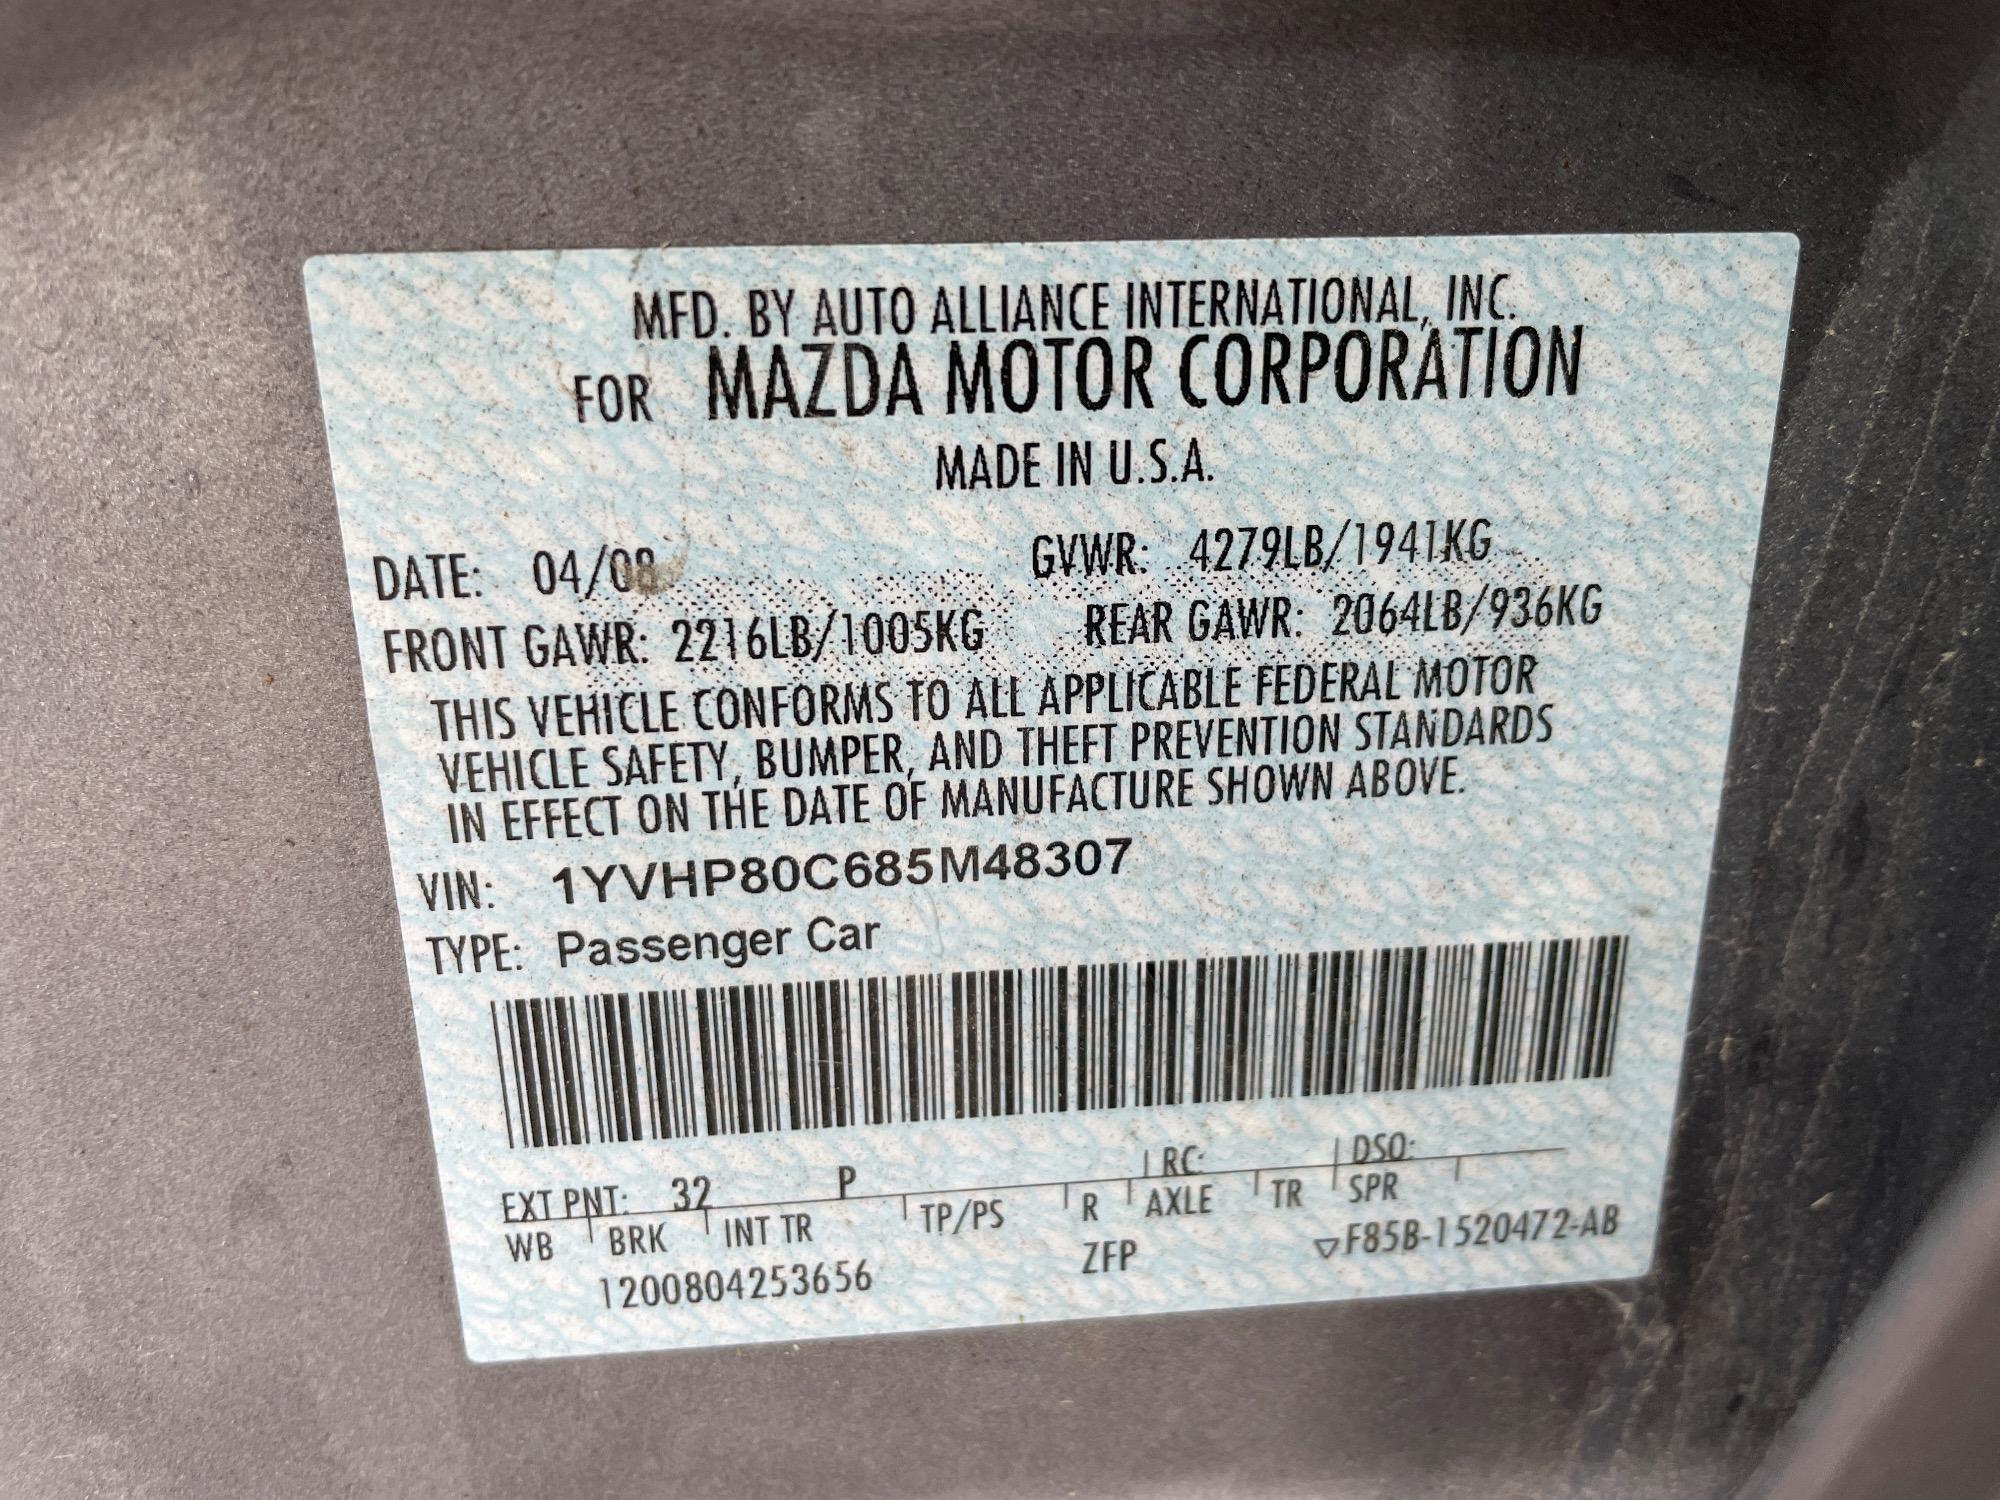 MFD. BY AUTO ALLIANCE INTERNATIONAL, INC.
FOR MAZDA MOTOR CORPORATION
MADE IN U.S.A.
DATE: 04/08 GVWR: 4279LB/1941KG
FRONT GAWR: 2216LB/1005KG REAR GAWR: 2064LB/936KG
THIS VEHICLE CONFORMS TO ALL APPLICABLE FEDERAL MOTOR
VEHICLE SAFETY, BUMPER, AND THEFT PREVENTION STANDARDS
IN EFFECT ON THE DATE OF MANUFACTURE SHOWN ABOVE.
VIN: 1YVHP80C685M48307
TYPE: Passenger Car
EXT PNT: 32 P RC: DSO:
WB BRK INT TR TP/PS R AXLE TR SPR
1200804253656 ZFP ▽F85B-1520472-AB